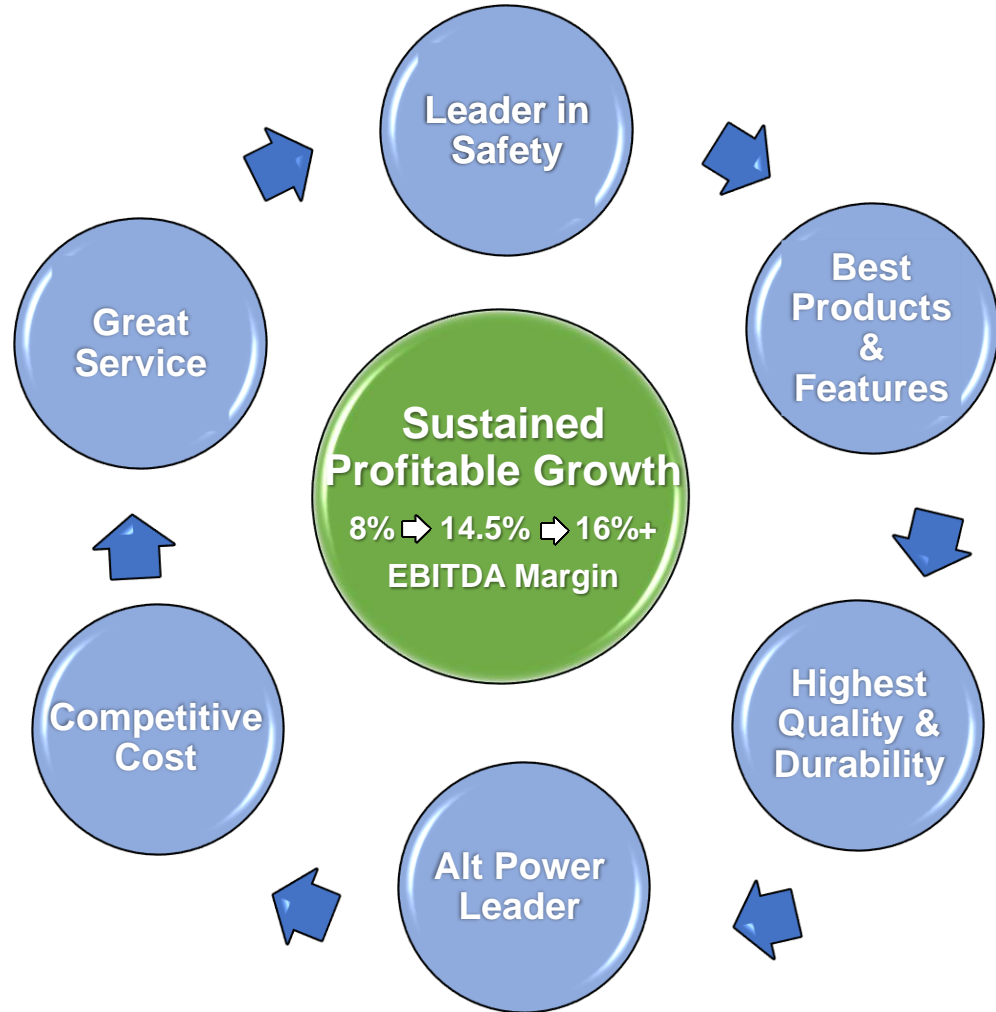 Leader in
Safety
Best
Products
&
Features
Highest
Quality &
Durability
Alt Power
Leader
Competitive
Cost
Great
Service
Sustained
Profitable Growth
8% ⇨ 14.5% ⇨ 16%+
EBITDA Margin